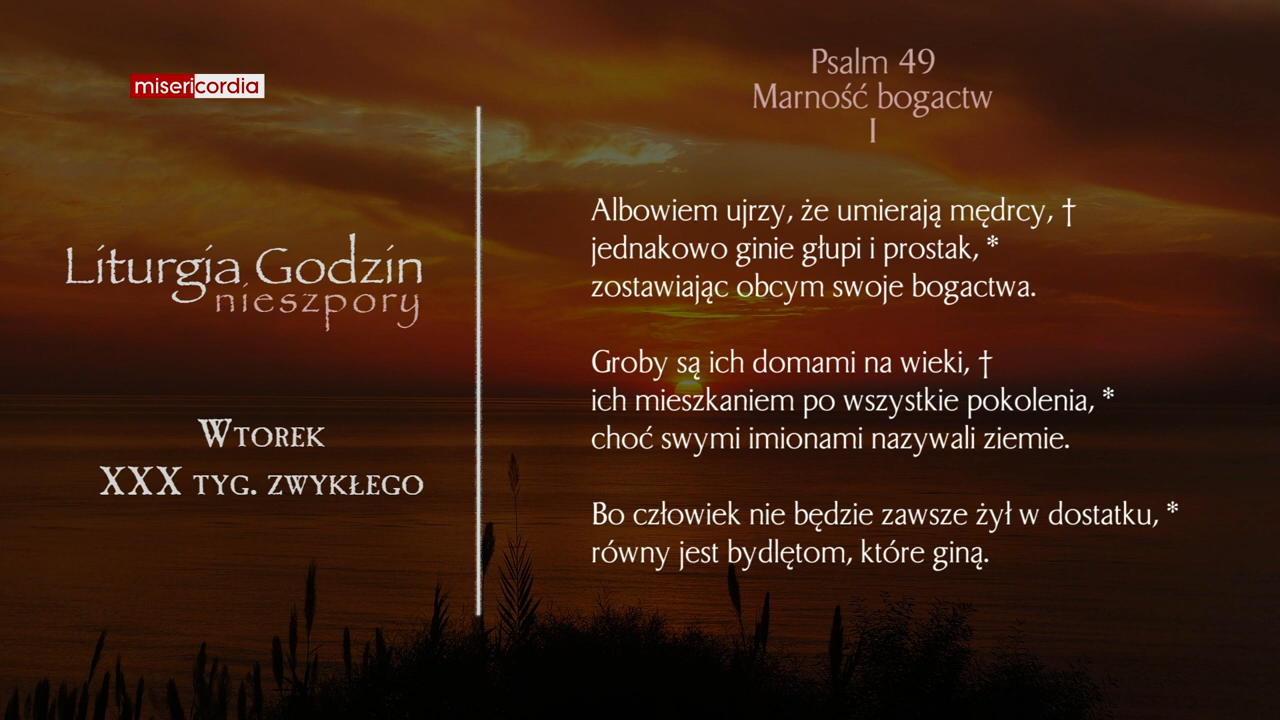 misericordia
Liturgia Godzin
nieszpory
Wtorek
XXX tyg. zwykłego
Psalm 49
Marność bogactw
I
Albowiem ujrzy, że umierają mędrcy, †
jednakowo ginie głupi i prostak, *
zostawiając obcym swoje bogactwa.
Groby są ich domami na wieki, †
ich mieszkaniem po wszystkie pokolenia, *
choć swymi imionami nazywali ziemie.
Bo człowiek nie będzie zawsze żył w dostatku, *
równy jest bydlętom, które giną.